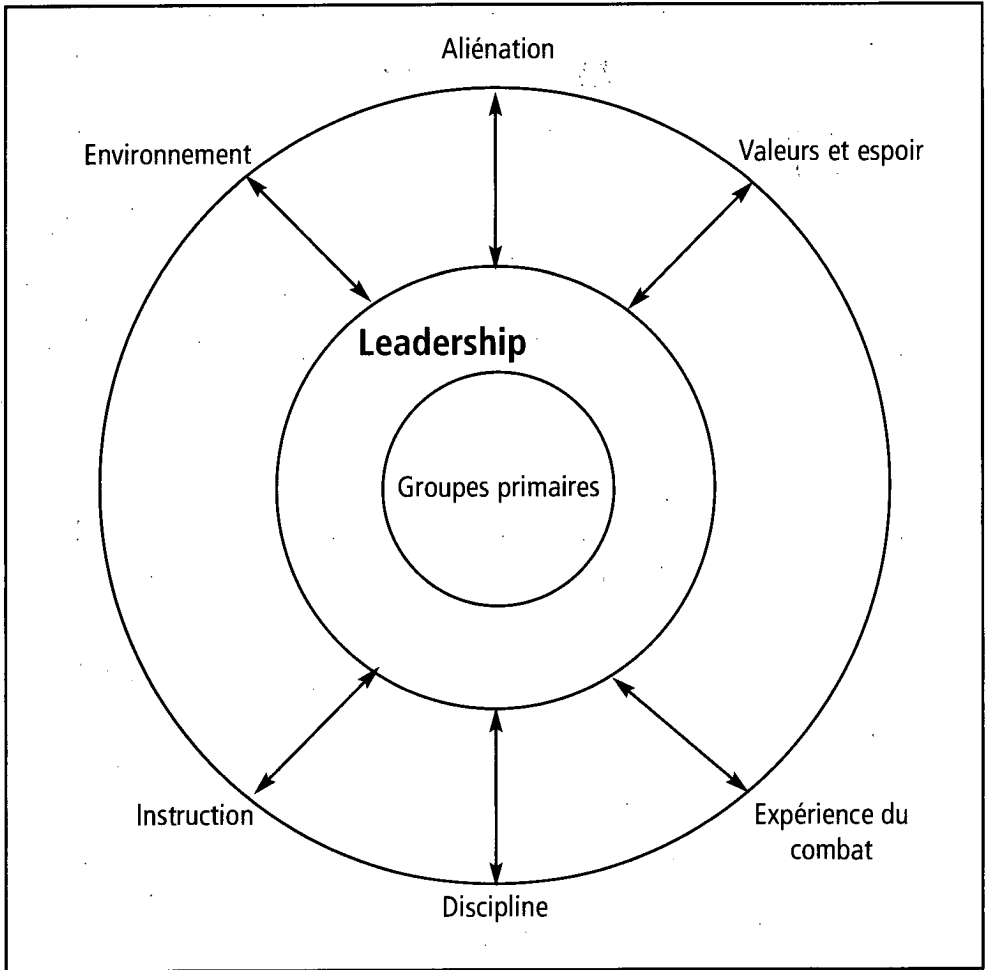 Aliénation
Environnement
Valeurs et espoir
Leadership
Groupes primaires
Instruction
Expérience du
combat
Discipline